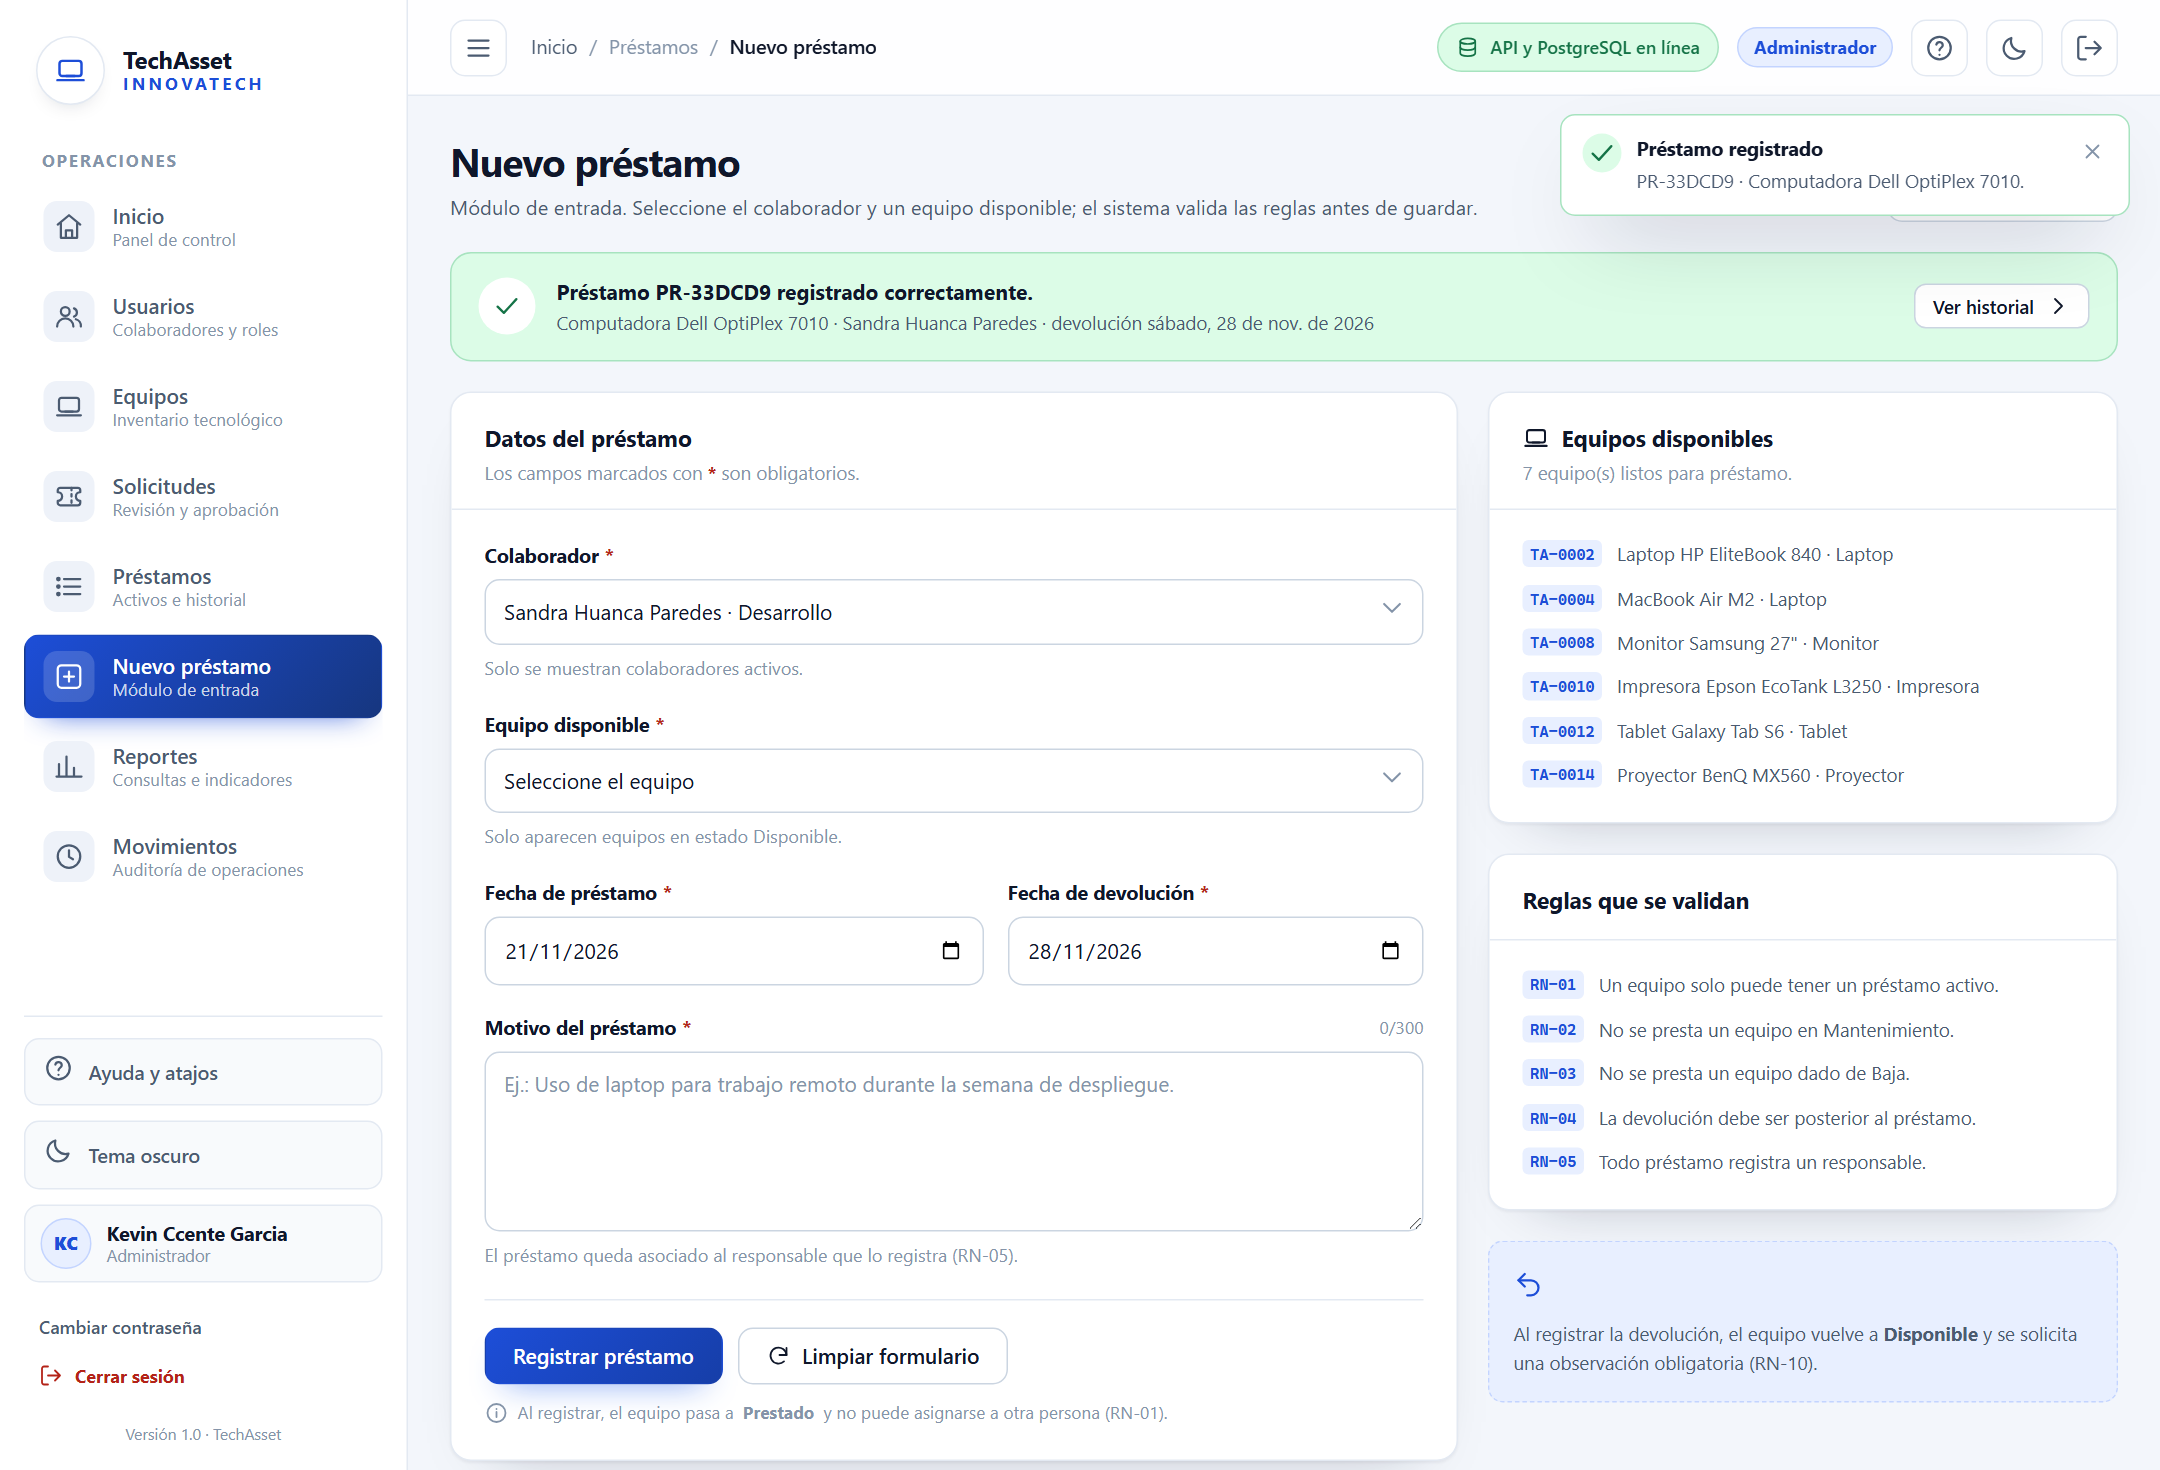 TechAsset
INNOVATECH
OPERACIONES
Inicio
Panel de control
Usuarios
Colaboradores y roles
Equipos
Inventario tecnológico
Solicitudes
Revisión y aprobación
Préstamos
Activos e historial
Nuevo préstamo
Módulo de entrada
Reportes
Consultas e indicadores
Movimientos
Auditoría de operaciones
Ayuda y atajos
Tema oscuro
KC
Kevin Ccente Garcia
Administrador
Cambiar contraseña
Cerrar sesión
Versión 1.0 · TechAsset
Inicio / Préstamos / Nuevo préstamo
API y PostgreSQL en línea
Administrador
Nuevo préstamo
Módulo de entrada. Seleccione el colaborador y un equipo disponible; el sistema valida las reglas antes de guardar.
Préstamo registrado
PR-33DCD9 · Computadora Dell OptiPlex 7010.
Préstamo PR-33DCD9 registrado correctamente.
Computadora Dell OptiPlex 7010 · Sandra Huanca Paredes · devolución sábado, 28 de nov. de 2026
Ver historial
Datos del préstamo
Los campos marcados con * son obligatorios.
Colaborador *
Sandra Huanca Paredes · Desarrollo
Solo se muestran colaboradores activos.
Equipo disponible *
Seleccione el equipo
Solo aparecen equipos en estado Disponible.
Fecha de préstamo *
21/11/2026
Fecha de devolución *
28/11/2026
Motivo del préstamo *
0/300
Ej.: Uso de laptop para trabajo remoto durante la semana de despliegue.
El préstamo queda asociado al responsable que lo registra (RN-05).
Registrar préstamo
Limpiar formulario
Al registrar, el equipo pasa a Prestado y no puede asignarse a otra persona (RN-01).
Equipos disponibles
7 equipo(s) listos para préstamo.
TA-0002 Laptop HP EliteBook 840 · Laptop
TA-0004 MacBook Air M2 · Laptop
TA-0008 Monitor Samsung 27" · Monitor
TA-0010 Impresora Epson EcoTank L3250 · Impresora
TA-0012 Tablet Galaxy Tab S6 · Tablet
TA-0014 Proyector BenQ MX560 · Proyector
Reglas que se validan
RN-01 Un equipo solo puede tener un préstamo activo.
RN-02 No se presta un equipo en Mantenimiento.
RN-03 No se presta un equipo dado de Baja.
RN-04 La devolución debe ser posterior al préstamo.
RN-05 Todo préstamo registra un responsable.
Al registrar la devolución, el equipo vuelve a Disponible y se solicita
una observación obligatoria (RN-10).